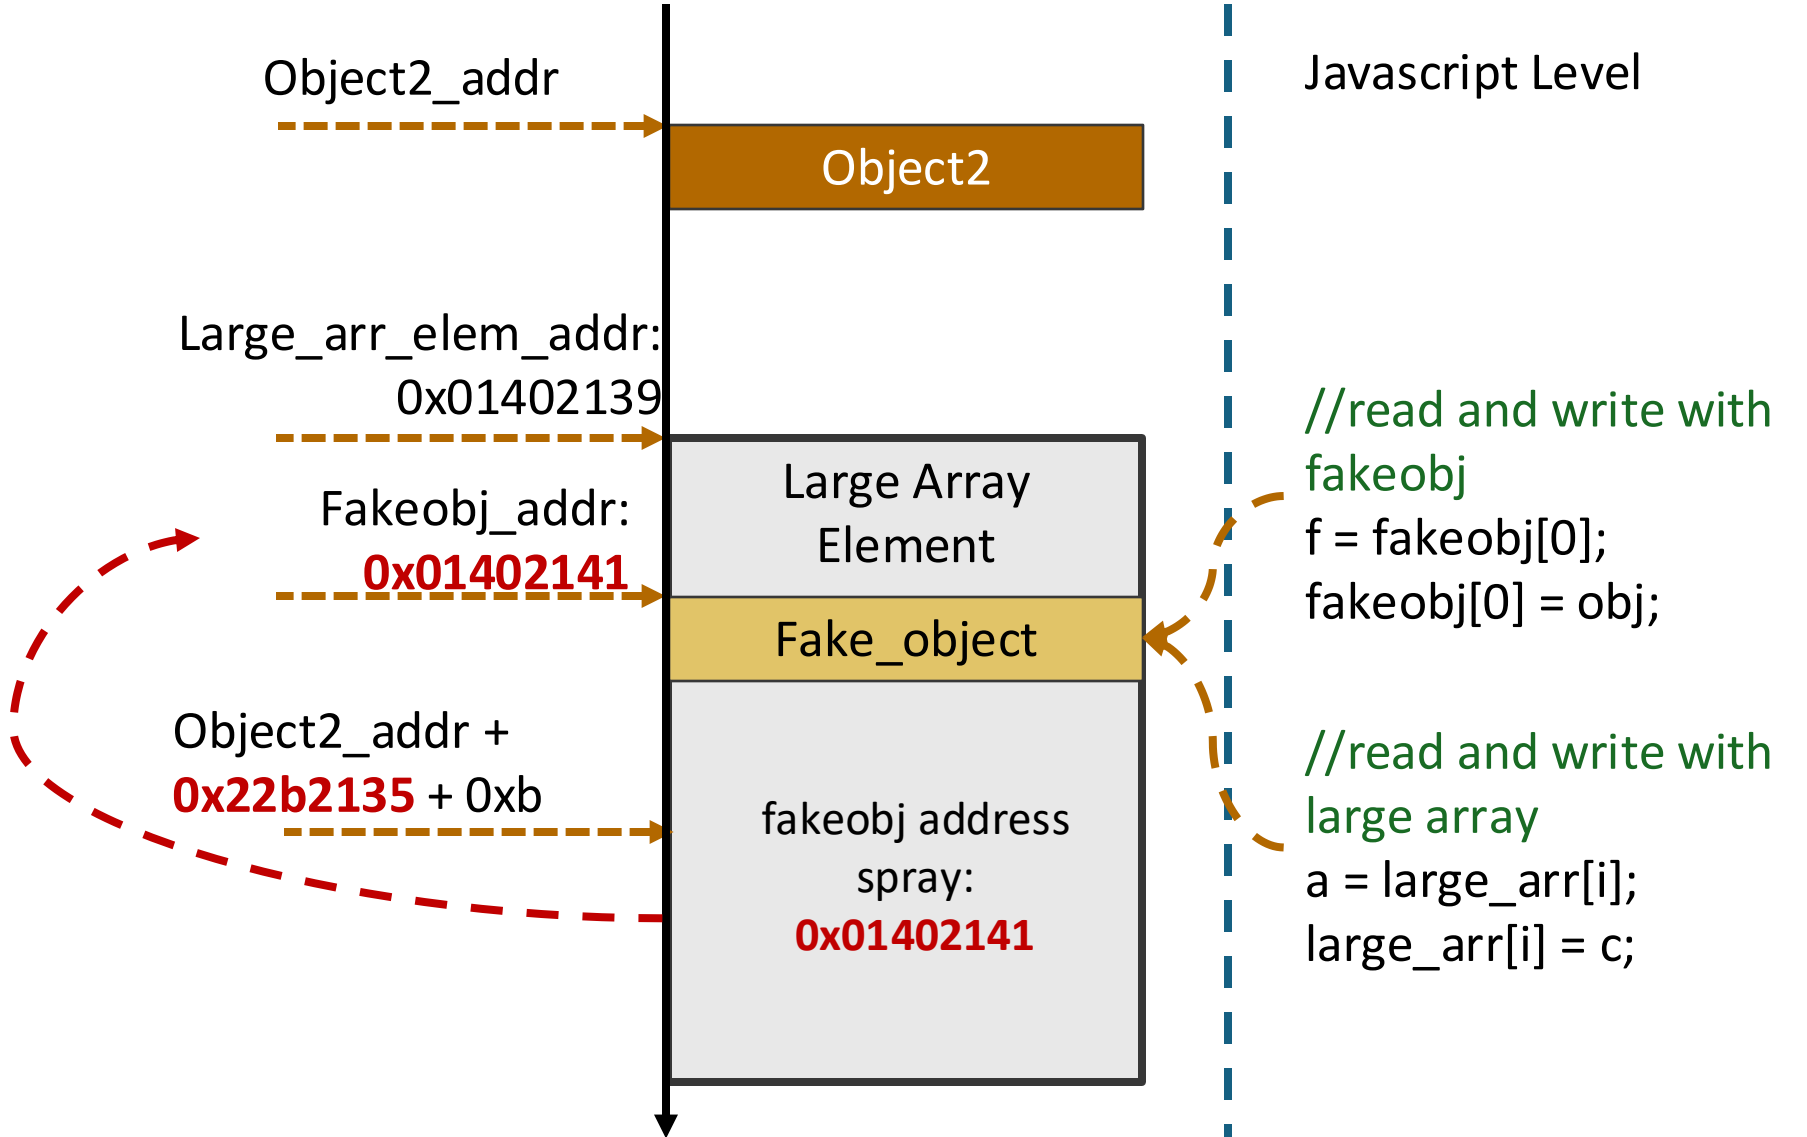 Object2_addr
Object2
Large_arr_elem_addr:
0x01402139
Large Array
Element
Fakeobj_addr:
0x01402141
Fake_object
Object2_addr +
0x22b2135 + 0xb
fakeobj address
spray:
0x01402141
Javascript Level
//read and write with
fakeobj
f = fakeobj[0];
fakeobj[0] = obj;
//read and write with
large array
a = large_arr[i];
large_arr[i] = c;